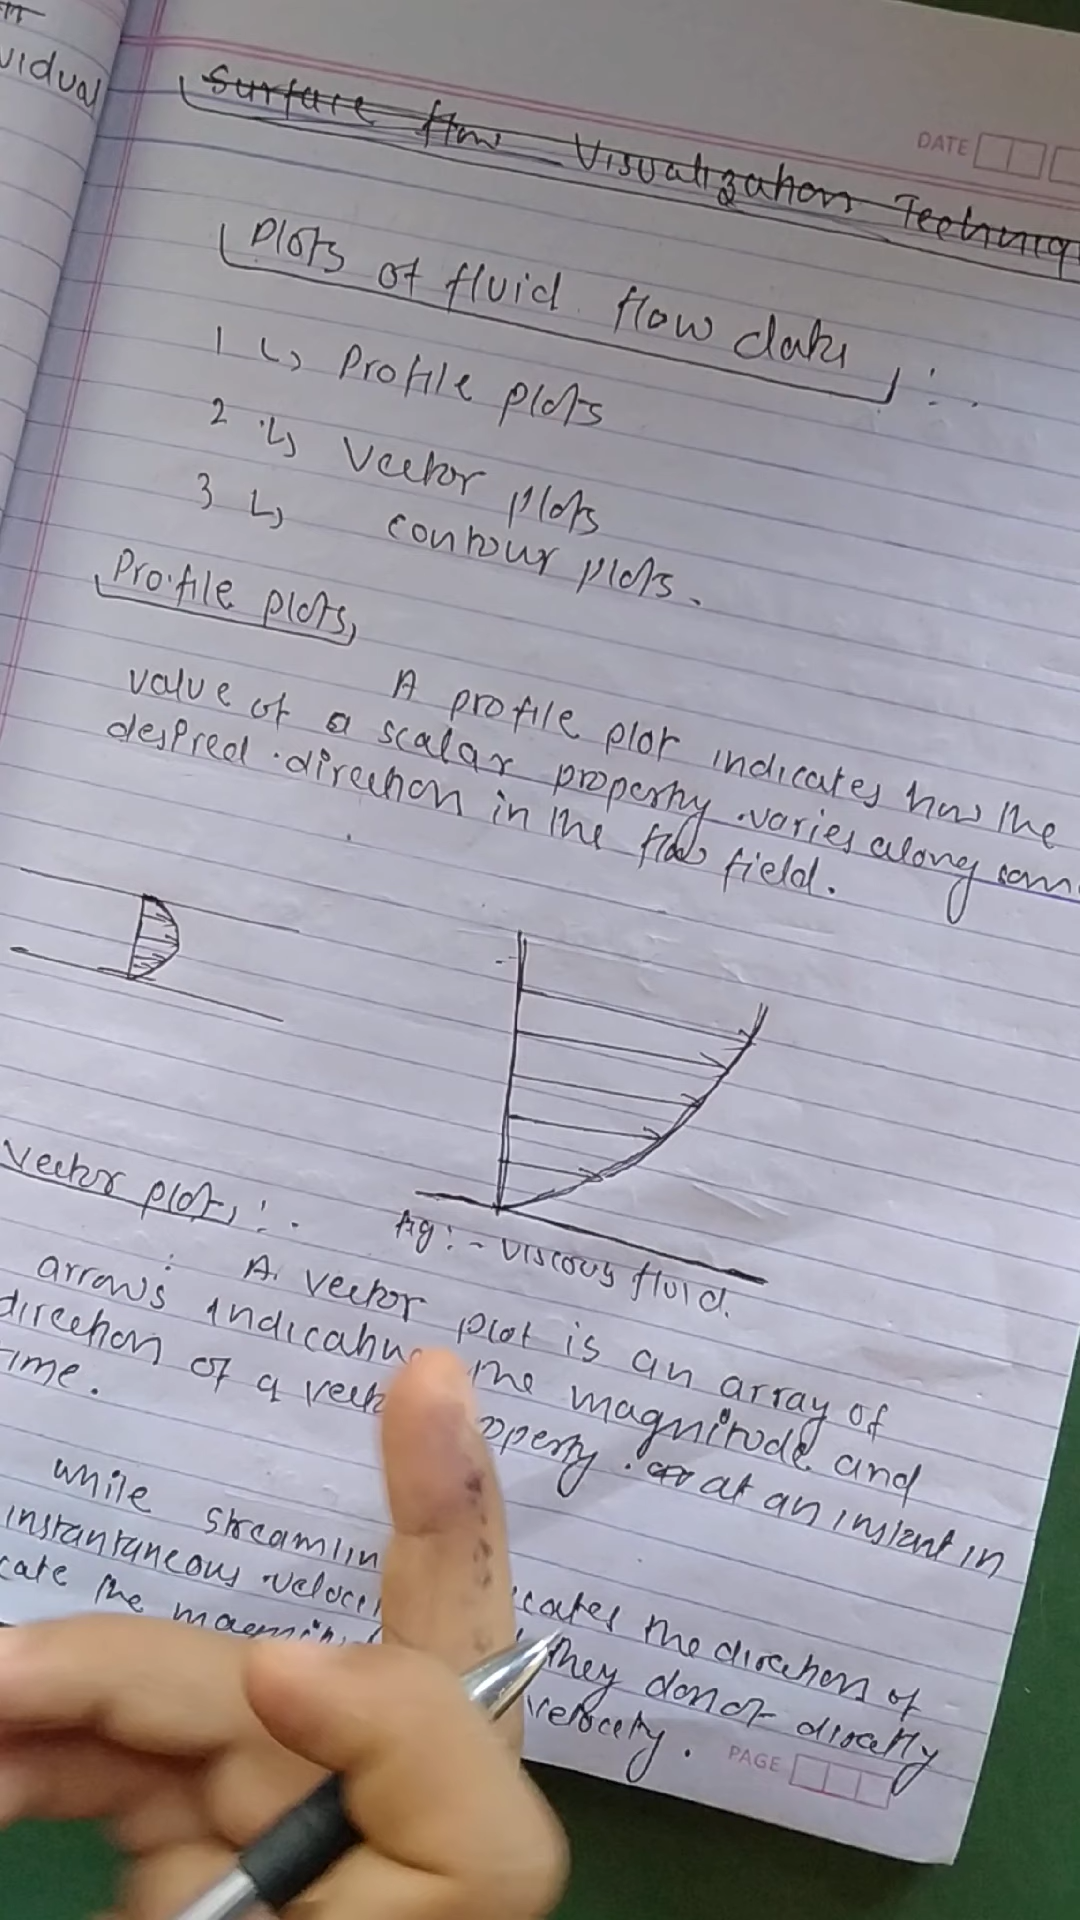 vidual
Surface flow Visualization Techniq
DATE
Plots of fluid flow data :
1 Profile plots
2 Vector plots
3 contour plots.
Profile plots,
A profile plot indicates how the
value of a scalar property varies along som
desired direction in the flow field.
fig:- viscous fluid.
Vector plots :-
A vector plot is an array of
arrows indicating the magnitude and
direction of a vect operty at an instant in
ime.
while streamlin cates the direction of
instantaneous veloci they donot directly
cate the magni velocity.
PAGE